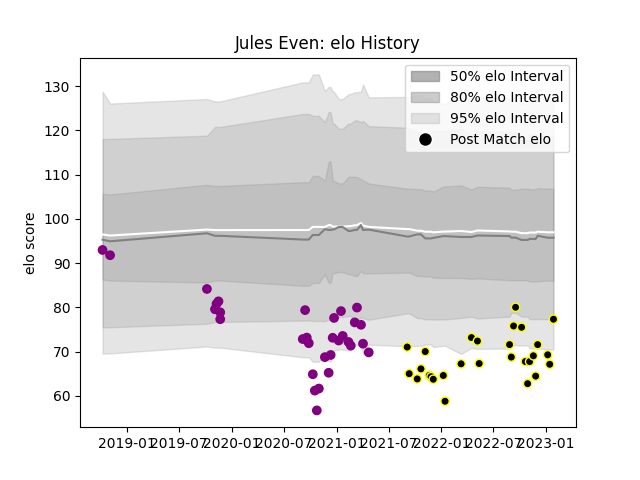 Jules Even: elo History
50% elo Interval
80% elo Interval
95% elo Interval
Post Match elo
elo score
130
120
110
100
90
80
70
60
2019-01 2019-07 2020-01 2020-07 2021-01 2021-07 2022-01 2022-07 2023-01